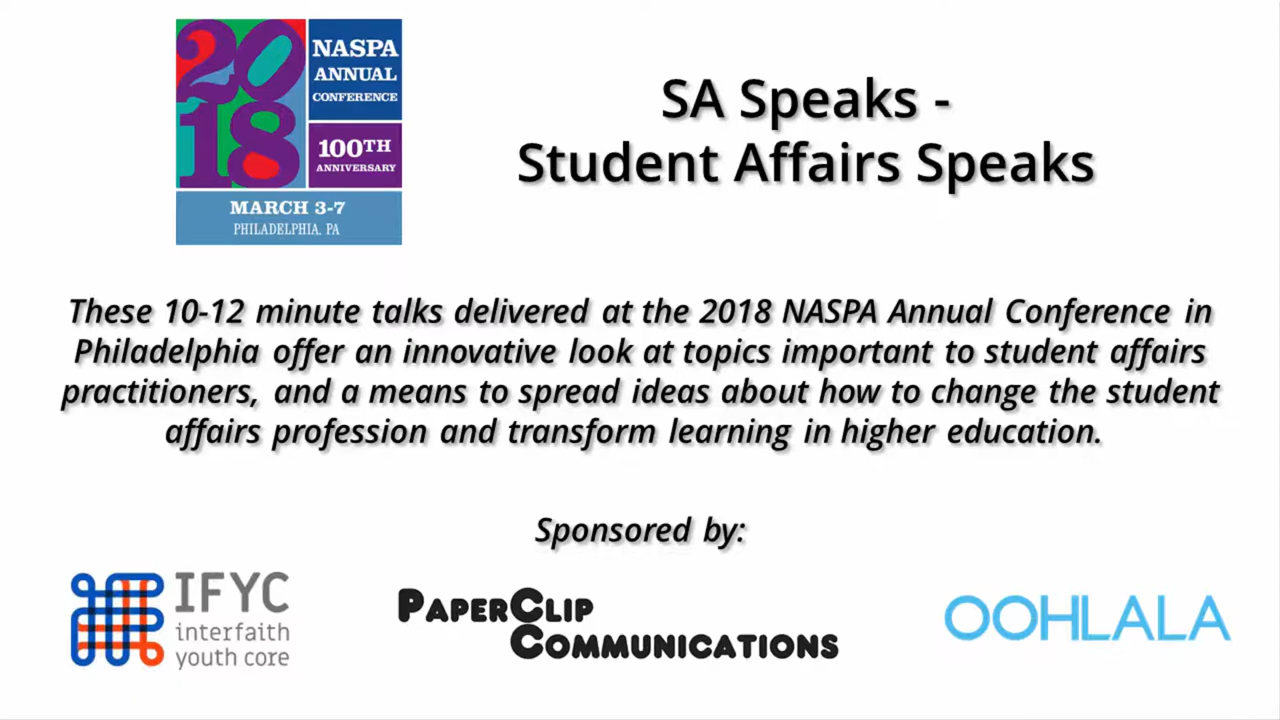 2018
NASPA
ANNUAL
CONFERENCE
100TH
ANNIVERSARY
MARCH 3-7
PHILADELPHIA, PA
SA Speaks -
Student Affairs Speaks
These 10-12 minute talks delivered at the 2018 NASPA Annual Conference in
Philadelphia offer an innovative look at topics important to student affairs
practitioners, and a means to spread ideas about how to change the student
affairs profession and transform learning in higher education.
Sponsored by:
IFYC
interfaith
youth core
PAPERCLIP
COMMUNICATIONS
OOHLALA